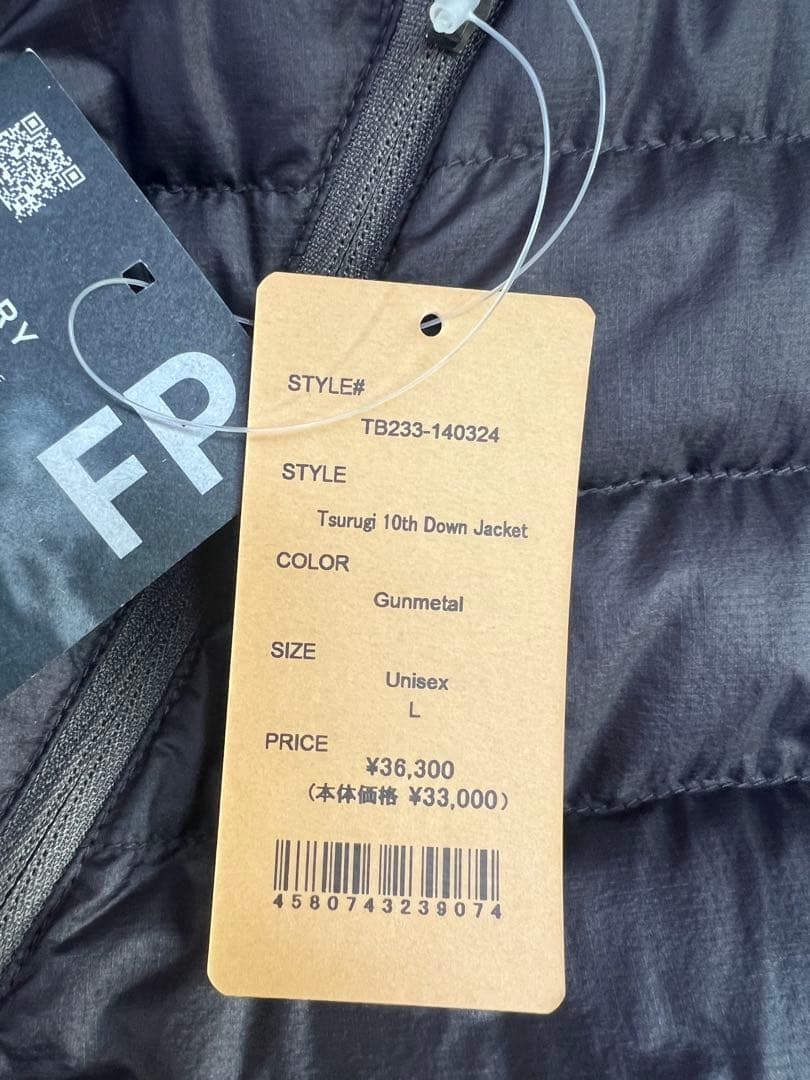 FP
STYLE#
TB233-140324
STYLE
Tsurugi 10th Down Jacket
COLOR
Gunmetal
SIZE
Unisex
L
PRICE
¥36,300
(本体価格 ¥33,000)
4580743239074